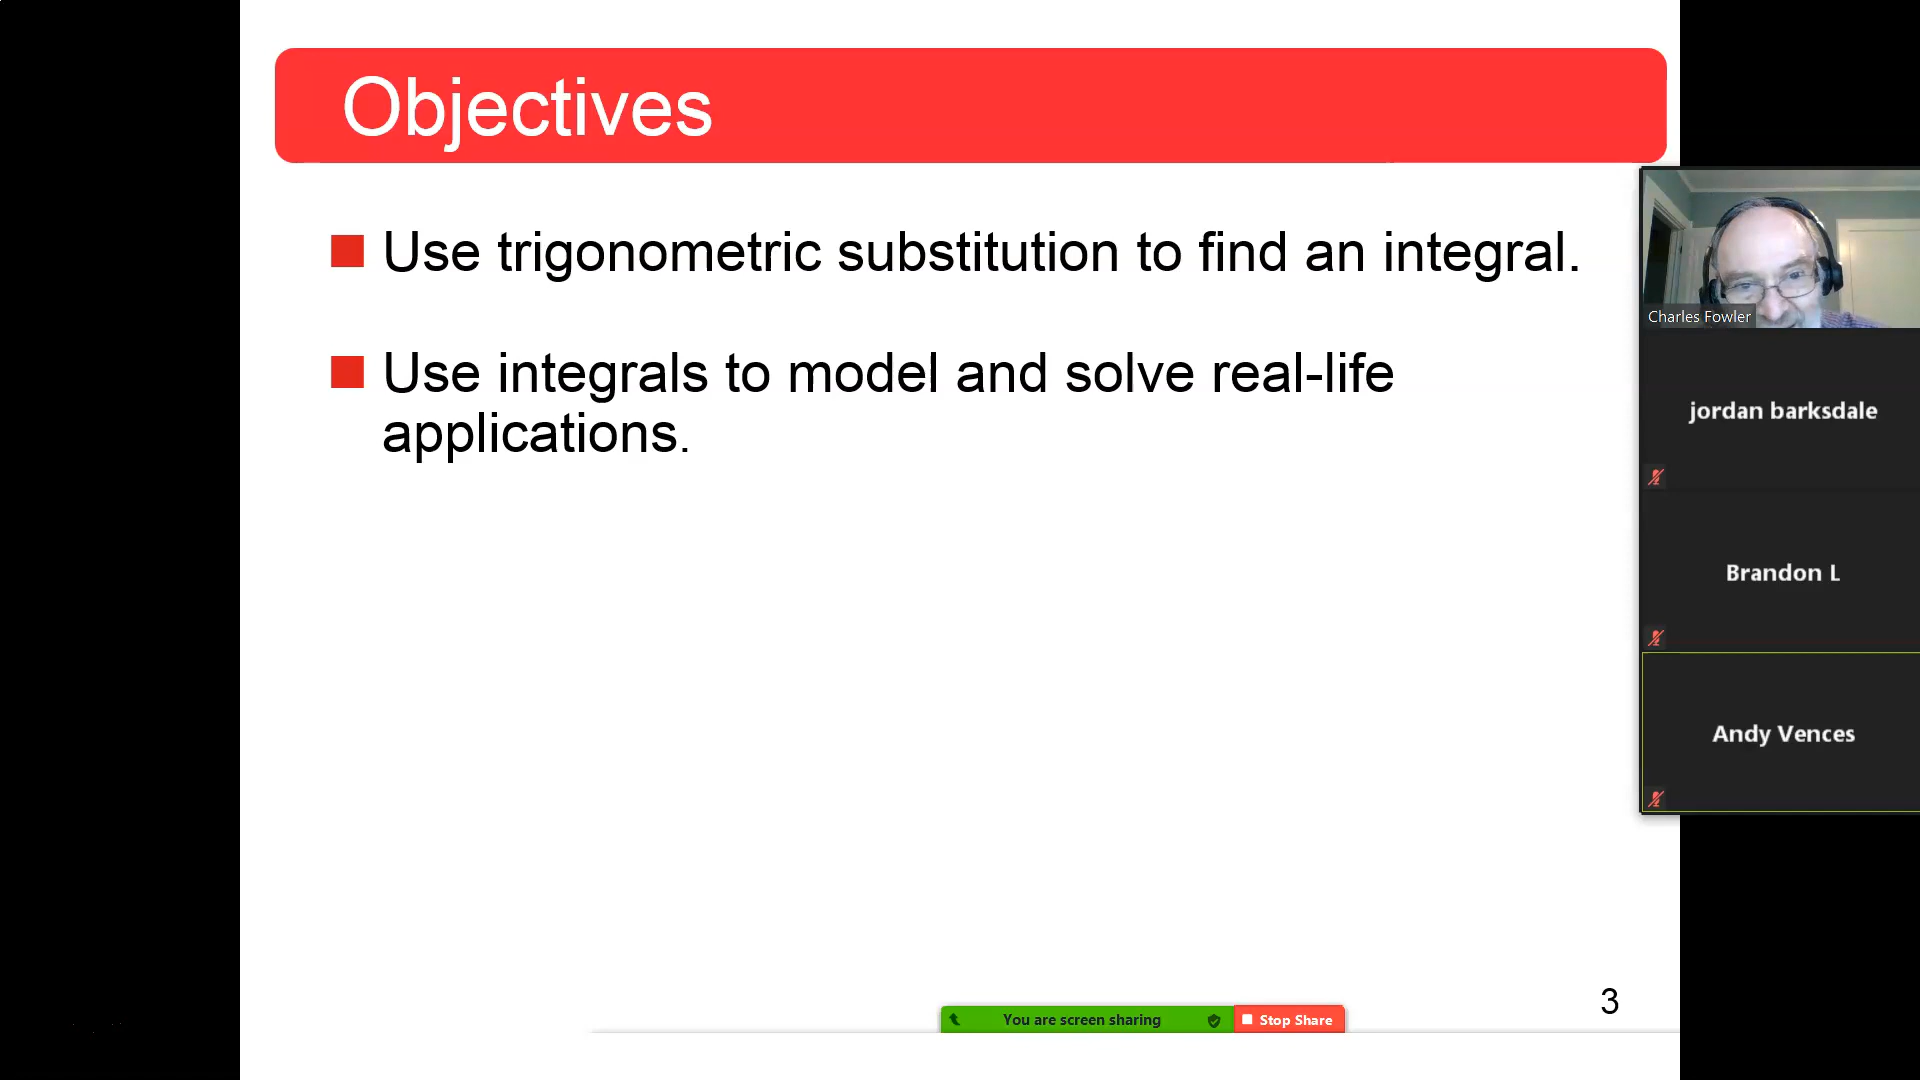 Objectives
Use trigonometric substitution to find an integral.
Use integrals to model and solve real-life
applications.
Charles Fowler
jordan barksdale
Brandon L
Andy Vences
3
You are screen sharing
Stop Share